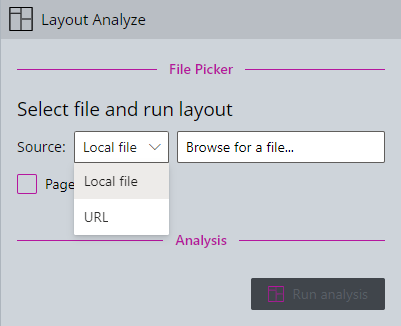 Layout Analyze
File Picker
Select file and run layout
Source: Local file Browse for a file...
Local file
Page
URL
Analysis
Run analysis